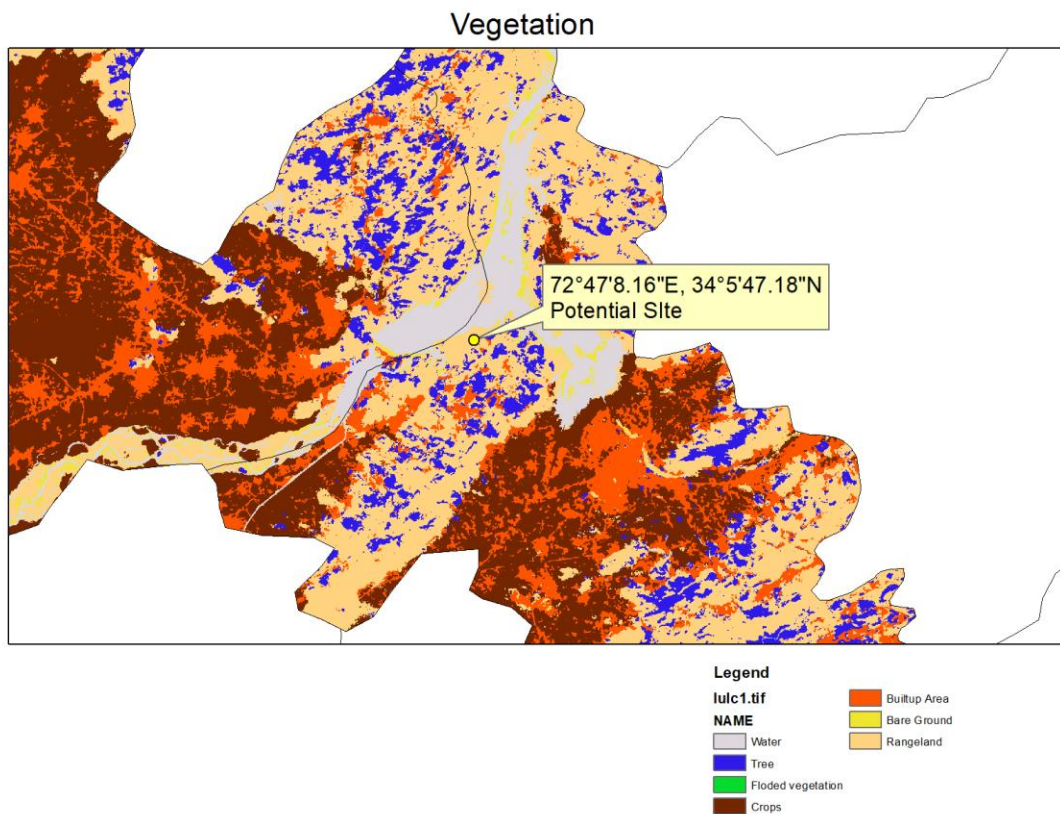 Vegetation
72°47'8.16"E, 34°5'47.18"N
Potential SIte
Legend
lulc1.tif
NAME
Water
Tree
Floded vegetation
Crops
Builtup Area
Bare Ground
Rangeland